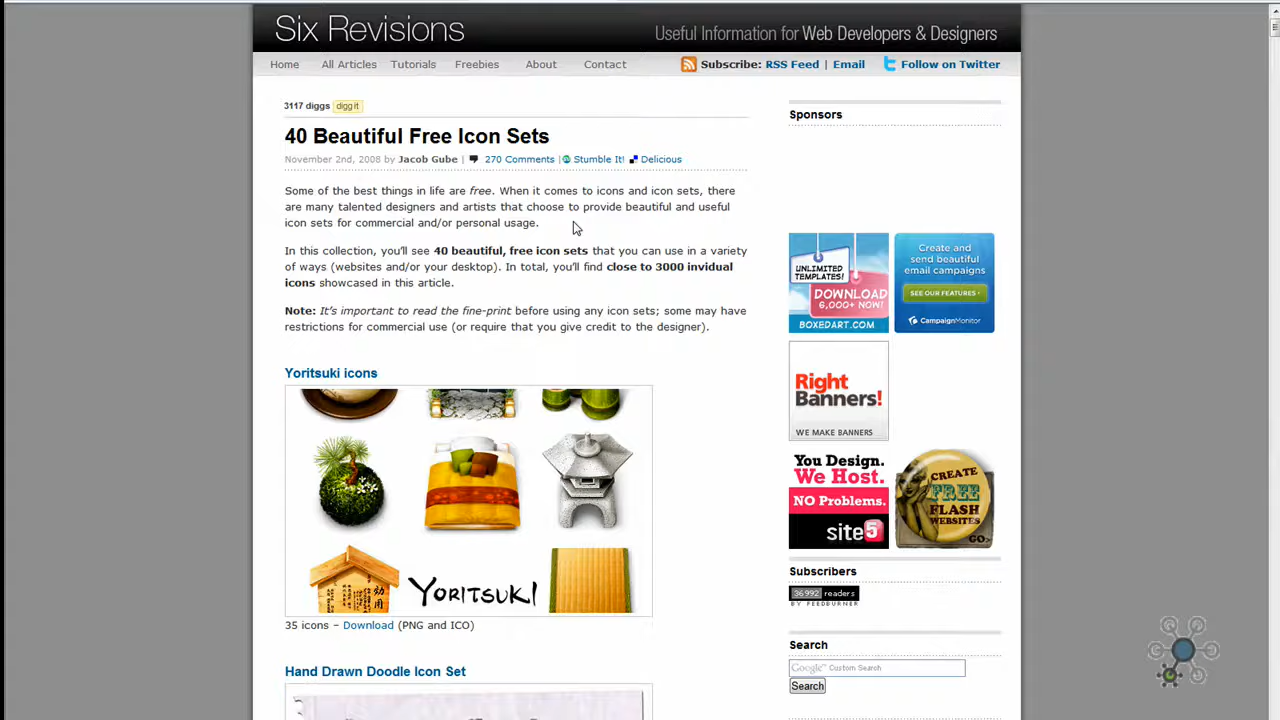 Six Revisions
Useful Information for Web Developers & Designers
Home All Articles Tutorials Freebies About Contact
Subscribe: RSS Feed | Email Follow on Twitter
3117 diggs digg it
40 Beautiful Free Icon Sets
November 2nd, 2008 by Jacob Gube | 270 Comments | Stumble It! Delicious
Some of the best things in life are free. When it comes to icons and icon sets, there
are many talented designers and artists that choose to provide beautiful and useful
icon sets for commercial and/or personal usage.
In this collection, you'll see 40 beautiful, free icon sets that you can use in a variety
of ways (websites and/or your desktop). In total, you'll find close to 3000 invidual
icons showcased in this article.
Note: It's important to read the fine-print before using any icon sets; some may have
restrictions for commercial use (or require that you give credit to the designer).
Yoritsuki icons
YORITSUKI
35 icons – Download (PNG and ICO)
Hand Drawn Doodle Icon Set
Sponsors
UNLIMITED
TEMPLATES!
DOWNLOAD
6,000+ NOW!
BOXEDART.COM
Create and
send beautiful
email campaigns
SEE OUR FEATURES
CampaignMonitor
Right
Banners!
WE MAKE BANNERS
You Design.
We Host.
NO Problems.
site5
CREATE
FREE
FLASH
WEBSITES
GO>
Subscribers
36992 readers
BY FEEDBURNER
Search
Google™ Custom Search
Search